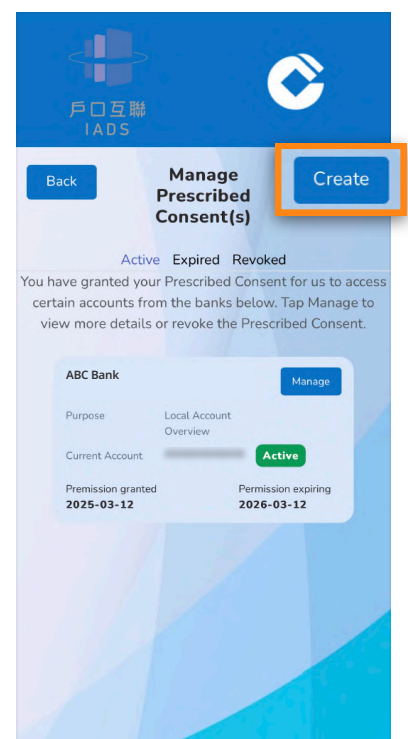 戶口互聯
IADS
Back
Manage
Prescribed
Consent(s)
Create
Active Expired Revoked
You have granted your Prescribed Consent for us to access
certain accounts from the banks below. Tap Manage to
view more details or revoke the Prescribed Consent.
ABC Bank
Manage
Purpose Local Account
Overview
Current Account Active
Premission granted Permission expiring
2025-03-12 2026-03-12